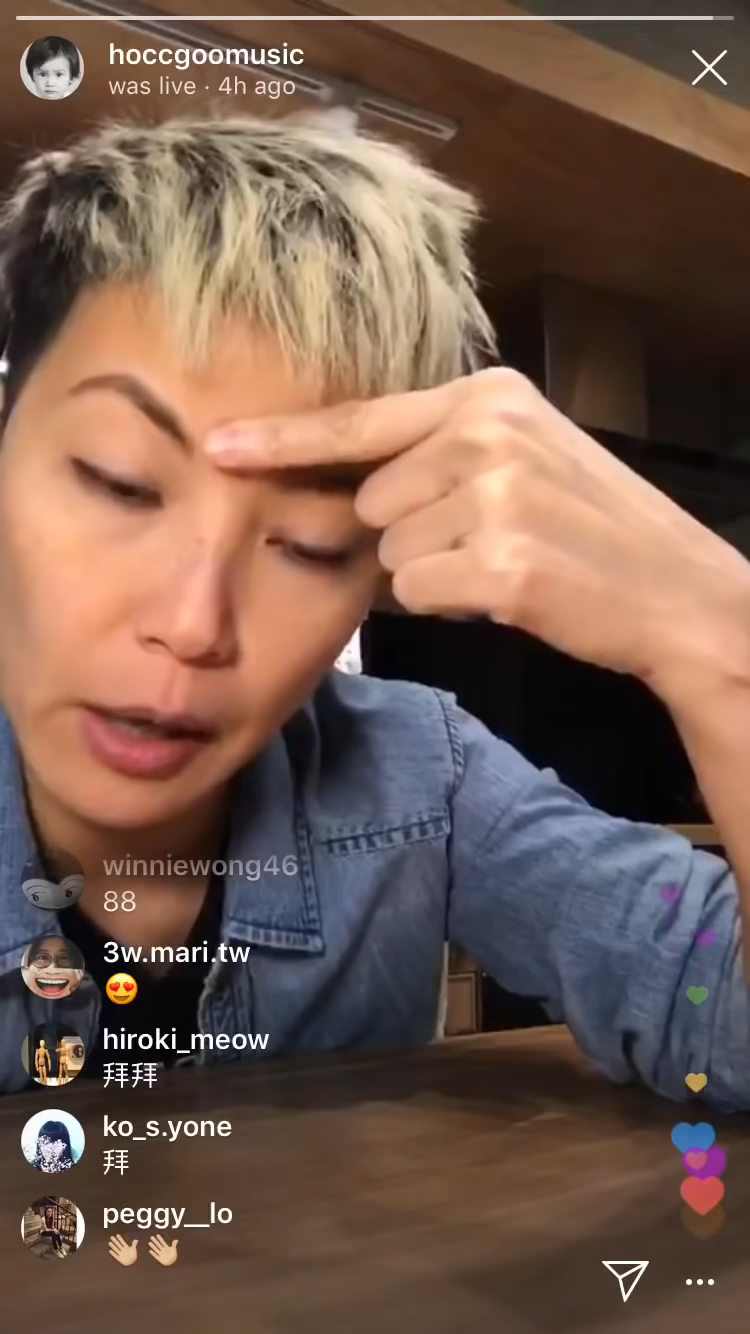 hoccgoomusic
was live · 4h ago
winniewong46
88
3w.mari.tw
😍
hiroki_meow
拜拜
ko_s.yone
拜
peggy__lo
👋🏼👋🏼